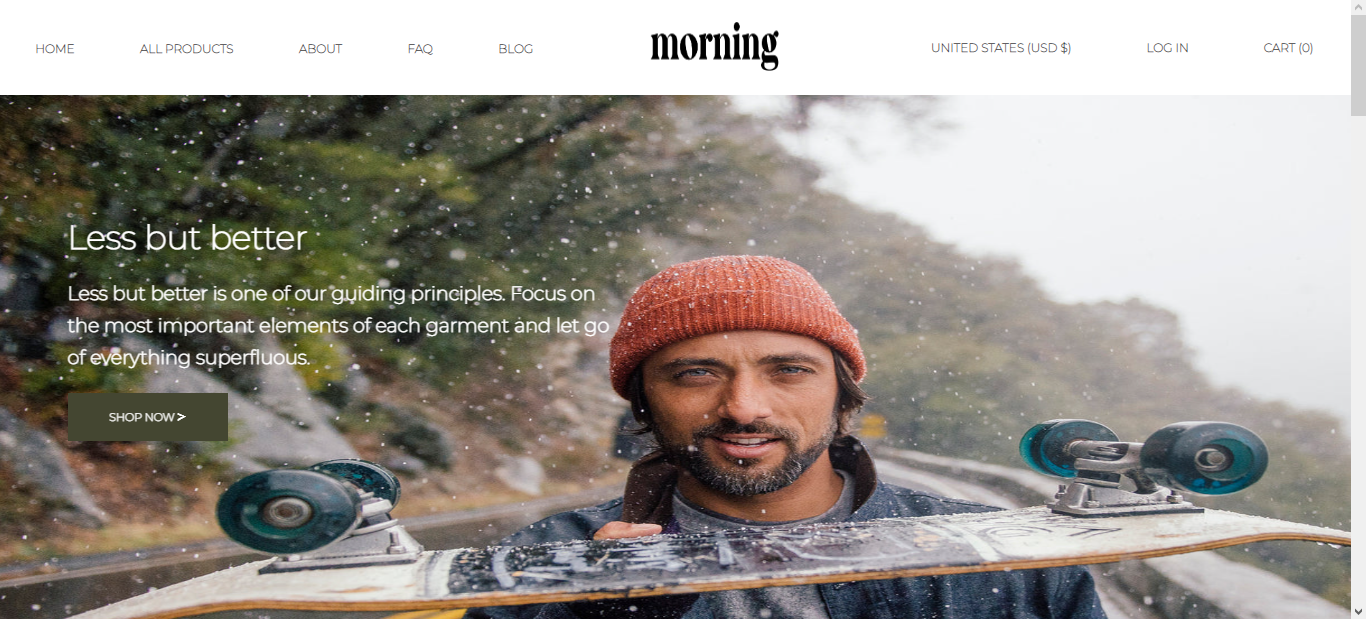 HOME ALL PRODUCTS ABOUT FAQ BLOG morning UNITED STATES (USD $) LOG IN CART (0)
Less but better
Less but better is one of our guiding principles. Focus on
the most important elements of each garment and let go
of everything superfluous.
SHOP NOW >